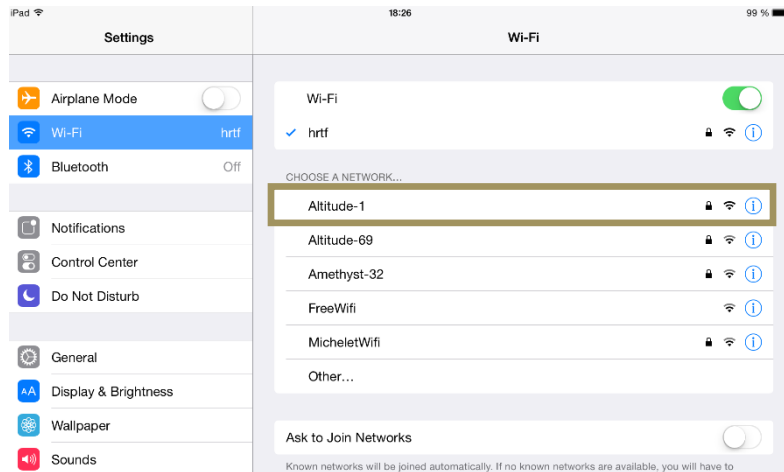 iPad 18:26 99 %
Settings
Wi-Fi
Airplane Mode
Wi-Fi hrtf
Bluetooth Off
Notifications
Control Center
Do Not Disturb
General
Display & Brightness
Wallpaper
Sounds
Wi-Fi
hrtf
CHOOSE A NETWORK...
Altitude-1
Altitude-69
Amethyst-32
FreeWifi
MicheletWifi
Other...
Ask to Join Networks
Known networks will be joined automatically. If no known networks are available, you will have to